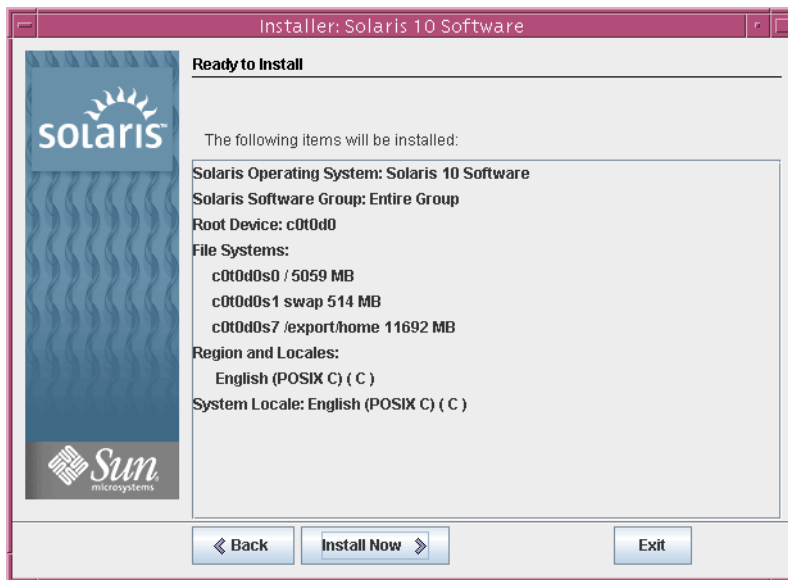 Installer: Solaris 10 Software
solaris™
Ready to Install
The following items will be installed:
Solaris Operating System: Solaris 10 Software
Solaris Software Group: Entire Group
Root Device: c0t0d0
File Systems:
c0t0d0s0 / 5059 MB
c0t0d0s1 swap 514 MB
c0t0d0s7 /export/home 11692 MB
Region and Locales:
English (POSIX C) ( C )
System Locale: English (POSIX C) ( C )
Sun
microsystems
Back
Install Now
Exit